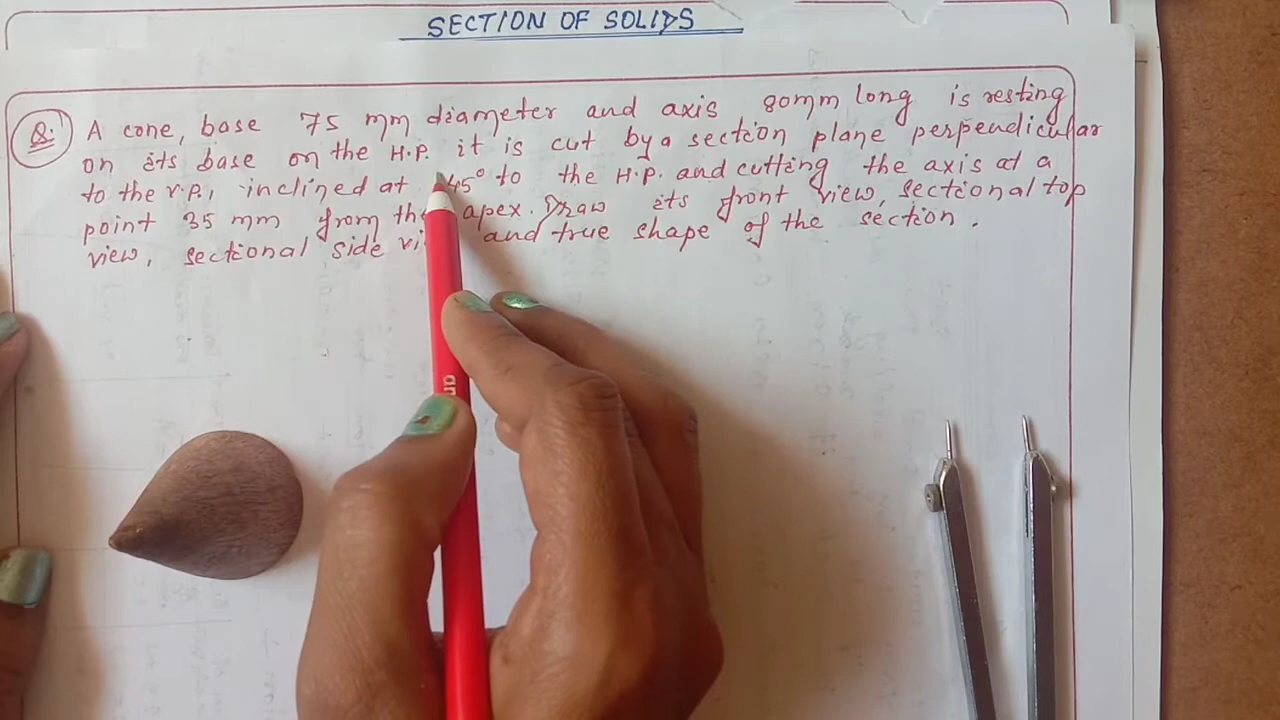 SECTION OF SOLIDS
Q. A cone, base 75 mm diameter and axis 80mm long is resting
on its base on the H.P. it is cut by a section plane perpendicular
to the V.P., inclined at 45° to the H.P. and cutting the axis at a
point 35 mm from the apex. Draw its front view, sectional top
view, sectional side and true shape of the section.